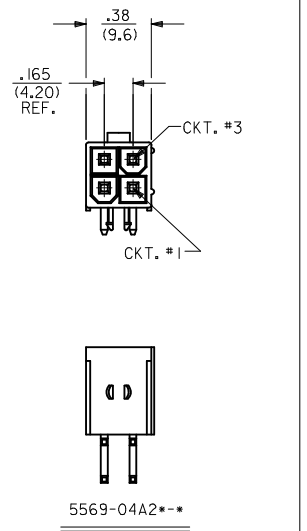 .38
(9.6)
.165
(4.20)
REF.
CKT. #3
CKT. #1
5569-04A2*-*